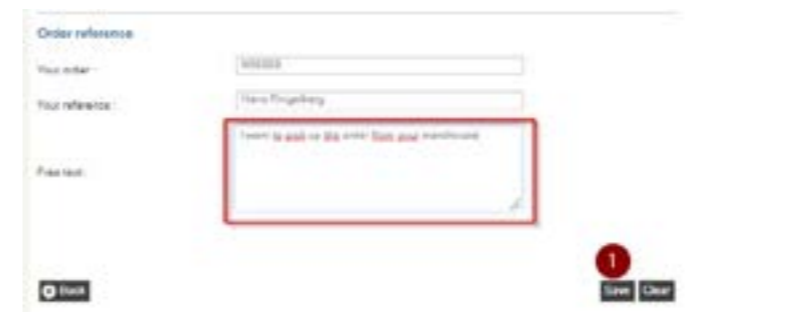 Order reference
Your order:
Your reference:
I want to pick up this order from your warehouse
Free text:
1
Back
Save Clear